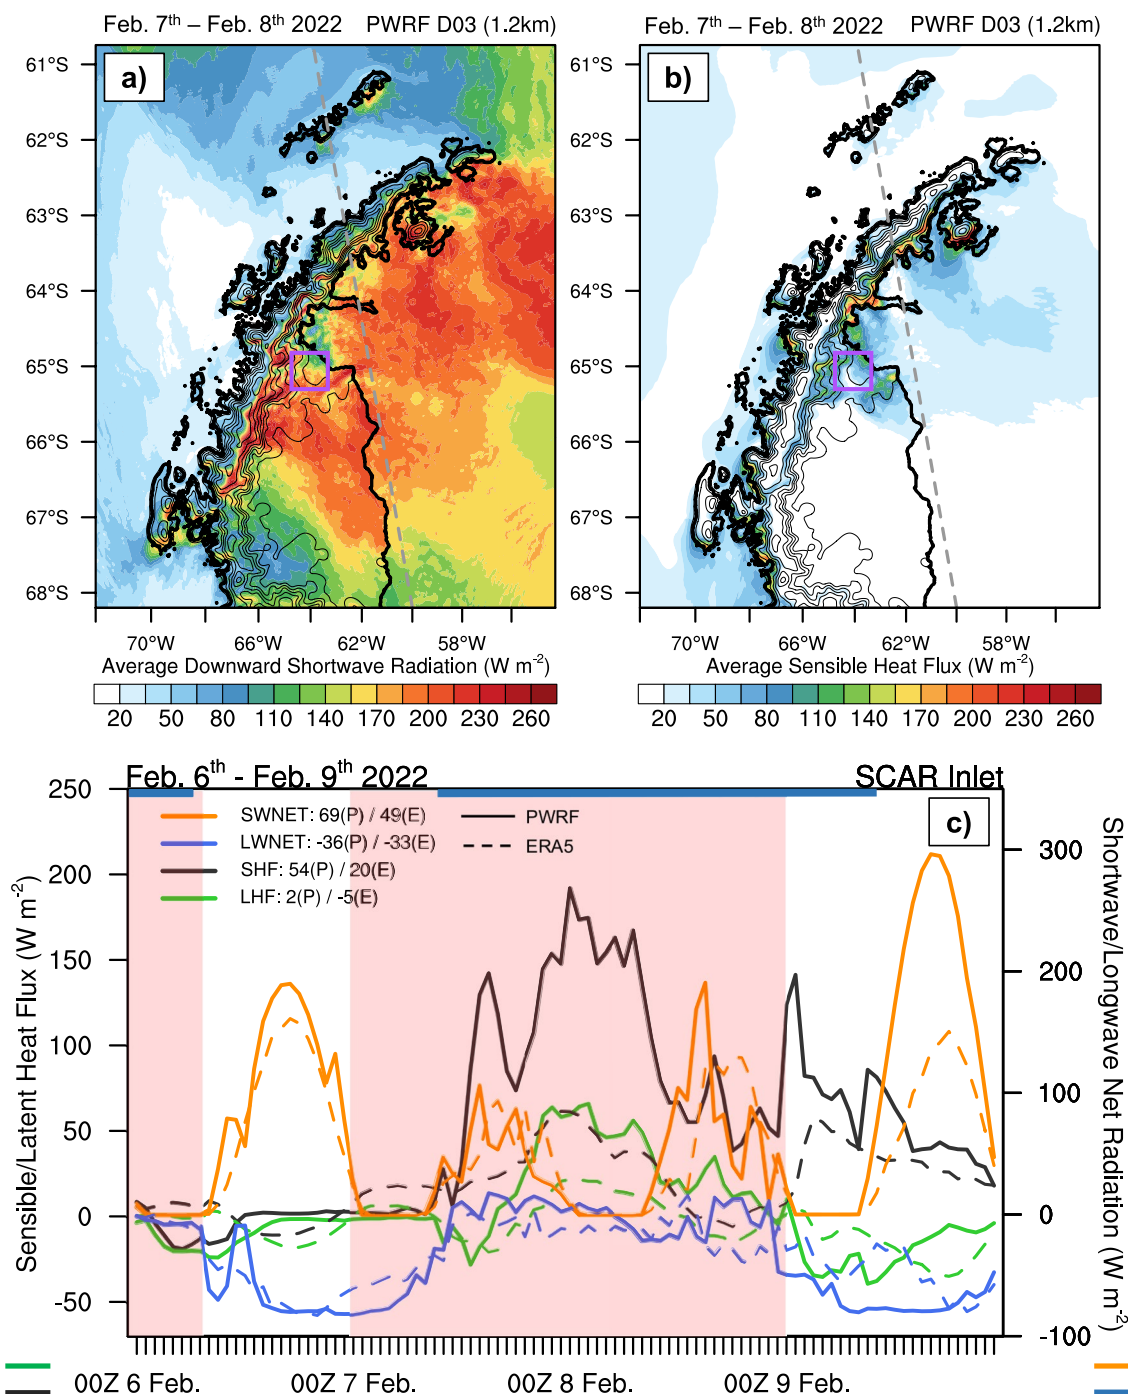 Feb. 7th – Feb. 8th 2022 PWRF D03 (1.2km)
a)
61°S
62°S
63°S
64°S
65°S
66°S
67°S
68°S
70°W 66°W 62°W 58°W
Average Downward Shortwave Radiation (W m-2)
20 50 80 110 140 170 200 230 260
Feb. 7th – Feb. 8th 2022 PWRF D03 (1.2km)
b)
61°S
62°S
63°S
64°S
65°S
66°S
67°S
68°S
70°W 66°W 62°W 58°W
Average Sensible Heat Flux (W m-2)
20 50 80 110 140 170 200 230 260
Feb. 6th - Feb. 9th 2022 SCAR Inlet
c)
SWNET: 69(P) / 49(E)
LWNET: -36(P) / -33(E)
SHF: 54(P) / 20(E)
LHF: 2(P) / -5(E)
PWRF
ERA5
Sensible/Latent Heat Flux (W m-2)
250
200
150
100
50
0
-50
Shortwave/Longwave Net Radiation (W m-2)
300
200
100
0
-100
00Z 6 Feb. 00Z 7 Feb. 00Z 8 Feb. 00Z 9 Feb.